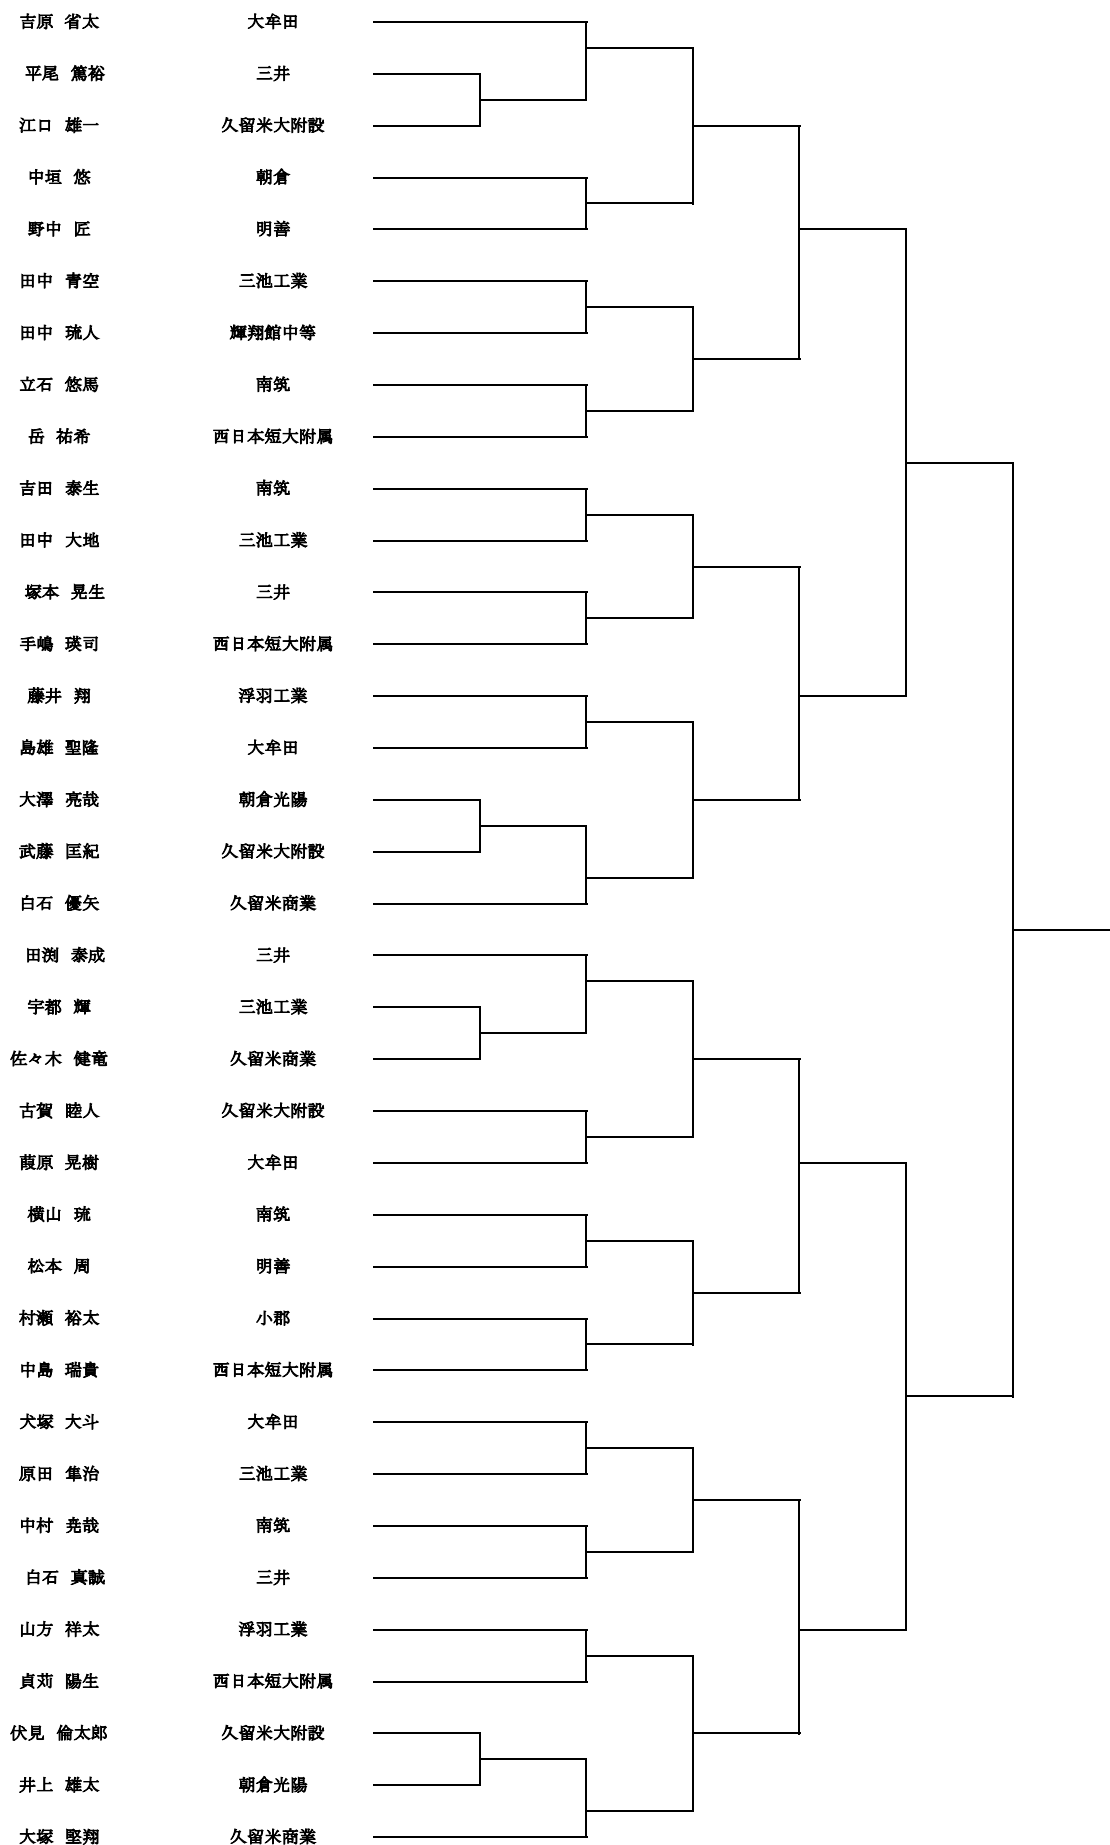 吉原 省太 大牟田
平尾 篤裕 三井
江口 雄一 久留米大附設
中垣 悠 朝倉
野中 匠 明善
田中 青空 三池工業
田中 琉人 輝翔館中等
立石 悠馬 南筑
岳 祐希 西日本短大附属
吉田 泰生 南筑
田中 大地 三池工業
塚本 晃生 三井
手嶋 瑛司 西日本短大附属
藤井 翔 浮羽工業
島雄 聖隆 大牟田
大澤 亮哉 朝倉光陽
武藤 匡紀 久留米大附設
白石 優矢 久留米商業
田渕 泰成 三井
宇都 輝 三池工業
佐々木 健竜 久留米商業
古賀 睦人 久留米大附設
葭原 晃樹 大牟田
横山 琉 南筑
松本 周 明善
村瀬 裕太 小郡
中島 瑞貴 西日本短大附属
犬塚 大斗 大牟田
原田 隼治 三池工業
中村 尭哉 南筑
白石 真誠 三井
山方 祥太 浮羽工業
貞苅 陽生 西日本短大附属
伏見 倫太郎 久留米大附設
井上 雄太 朝倉光陽
大塚 堅翔 久留米商業